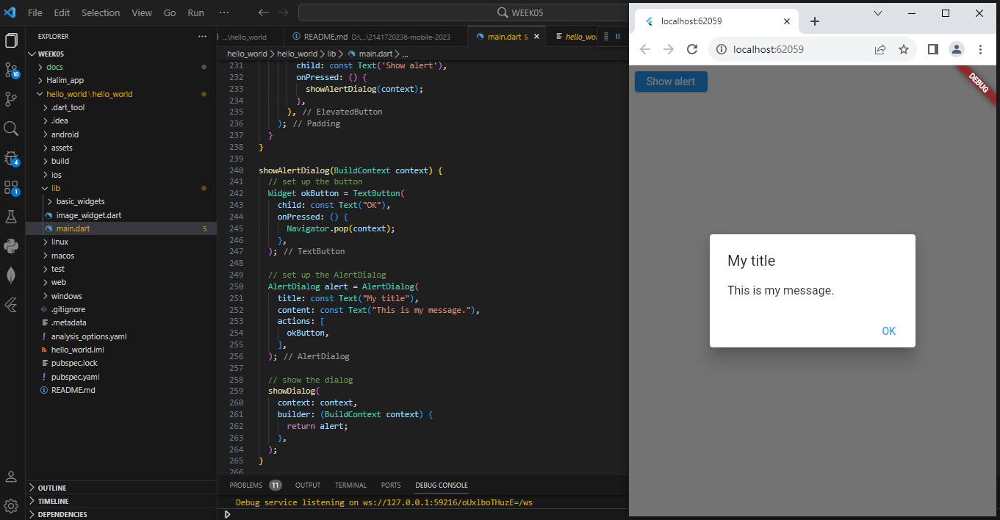 File Edit Selection View Go Run ··· WEEK05
EXPLORER ···
WEEK05
docs
Halim_app
hello_world \ hello_world
.dart_tool
.idea
android
assets
build
ios
lib
basic_widgets
image_widget.dart
main.dart 5
linux
macos
test
web
windows
.gitignore
.metadata
analysis_options.yaml
hello_world.iml
pubspec.lock
pubspec.yaml
README.md
OUTLINE
TIMELINE
DEPENDENCIES
10
4
1
...\hello_world README.md D:\...\2141720236-mobile-2023 main.dart 5 hello_wo
hello_world > hello_world > lib > main.dart > ...
231 child: const Text('Show alert'),
232 onPressed: () {
233 showAlertDialog(context);
234 },
235 ), // ElevatedButton
236 ); // Padding
237 }
238 }
239
240 showAlertDialog(BuildContext context) {
241 // set up the button
242 Widget okButton = TextButton(
243 child: const Text("OK"),
244 onPressed: () {
245 Navigator.pop(context);
246 },
247 ); // TextButton
248
249 // set up the AlertDialog
250 AlertDialog alert = AlertDialog(
251 title: const Text("My title"),
252 content: const Text("This is my message."),
253 actions: [
254 okButton,
255 ],
256 ); // AlertDialog
257
258 // show the dialog
259 showDialog(
260 context: context,
261 builder: (BuildContext context) {
262 return alert;
263 },
264 );
265 }
266
PROBLEMS 11 OUTPUT TERMINAL PORTS DEBUG CONSOLE
Debug service listening on ws://127.0.0.1:59216/oUxlboTHuzE=/ws
localhost:62059
localhost:62059
Show alert
DEBUG
My title
This is my message.
OK